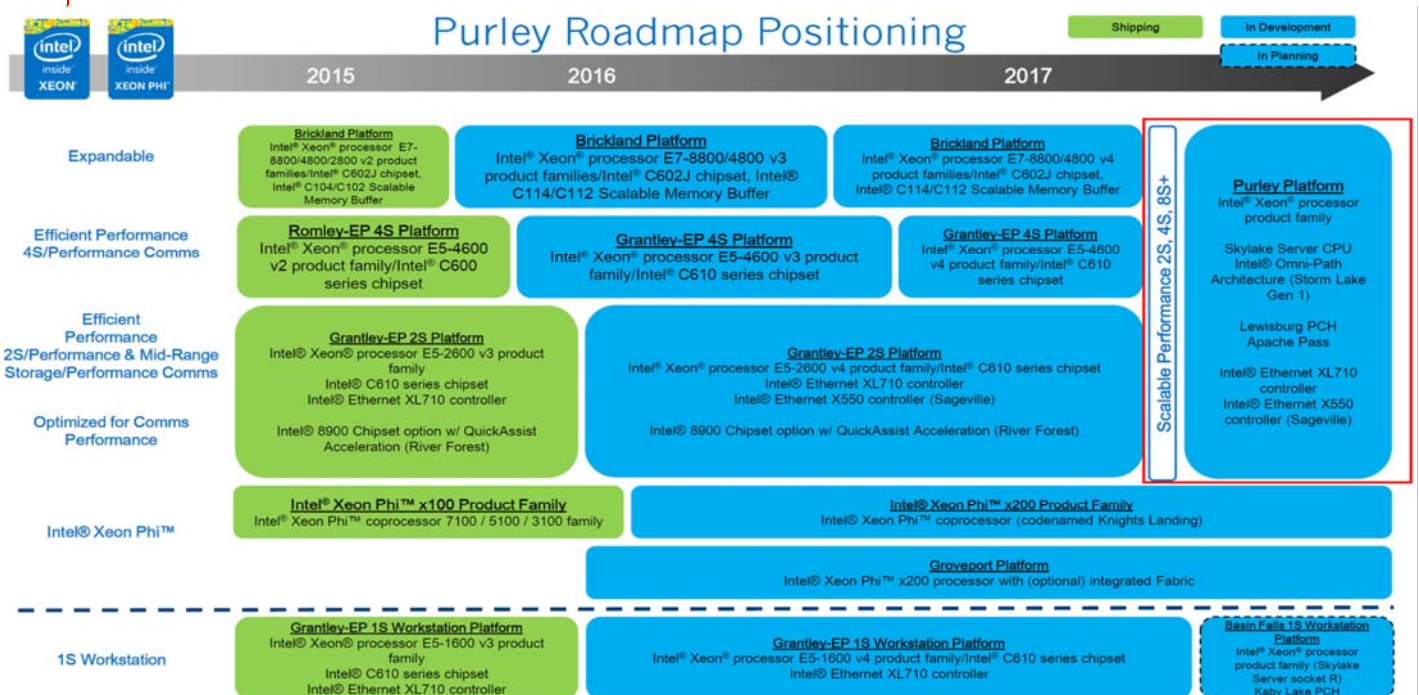 Purley Roadmap Positioning
Shipping
In Development
In Planning
intel
inside
XEON
intel
inside
XEON PHI
2015
2016
2017
Expandable
Brickland Platform
Intel® Xeon® processor E7-
8800/4800/2800 v2 product
families/Intel® C602J chipset,
Intel® C104/C102 Scalable
Memory Buffer
Brickland Platform
Intel® Xeon® processor E7-8800/4800 v3
product families/Intel® C602J chipset, Intel®
C114/C112 Scalable Memory Buffer
Brickland Platform
Intel® Xeon® processor E7-8800/4800 v4
product families/Intel® C602J chipset,
Intel® C114/C112 Scalable Memory Buffer
Efficient Performance
4S/Performance Comms
Romley-EP 4S Platform
Intel® Xeon® processor E5-4600
v2 product family/Intel® C600
series chipset
Grantley-EP 4S Platform
Intel® Xeon® processor E5-4600 v3 product
family/Intel® C610 series chipset
Grantley-EP 4S Platform
Intel® Xeon® processor E5-4600
v4 product family/Intel® C610
series chipset
Efficient
Performance
2S/Performance & Mid-Range
Storage/Performance Comms
Optimized for Comms
Performance
Grantley-EP 2S Platform
Intel® Xeon® processor E5-2600 v3 product
family
Intel® C610 series chipset
Intel® Ethernet XL710 controller
Intel® 8900 Chipset option w/ QuickAssist
Acceleration (River Forest)
Grantley-EP 2S Platform
Intel® Xeon® processor E5-2600 v4 product family/Intel® C610 series chipset
Intel® Ethernet XL710 controller
Intel® Ethernet X550 controller (Sageville)
Intel® 8900 Chipset option w/ QuickAssist Acceleration (River Forest)
Scalable Performance 2S, 4S, 8S+
Purley Platform
Intel® Xeon® processor
product family
Skylake Server CPU
Intel® Omni-Path
Architecture (Storm Lake
Gen 1)
Lewisburg PCH
Apache Pass
Intel® Ethernet XL710
controller
Intel® Ethernet X550
controller (Sageville)
Intel® Xeon Phi™
Intel® Xeon Phi™ x100 Product Family
Intel® Xeon Phi™ coprocessor 7100 / 5100 / 3100 family
Intel® Xeon Phi™ x200 Product Family
Intel® Xeon Phi™ coprocessor (codenamed Knights Landing)
Groveport Platform
Intel® Xeon Phi™ x200 processor with (optional) integrated Fabric
1S Workstation
Grantley-EP 1S Workstation Platform
Intel® Xeon® processor E5-1600 v3 product
family
Intel® C610 series chipset
Intel® Ethernet XL710 controller
Grantley-EP 1S Workstation Platform
Intel® Xeon® processor E5-1600 v4 product family/Intel® C610 series chipset
Intel® Ethernet XL710 controller
Basin Falls 1S Workstation
Platform
Intel® Xeon® processor
product family (Skylake
Server socket R)
Kaby Lake PCH